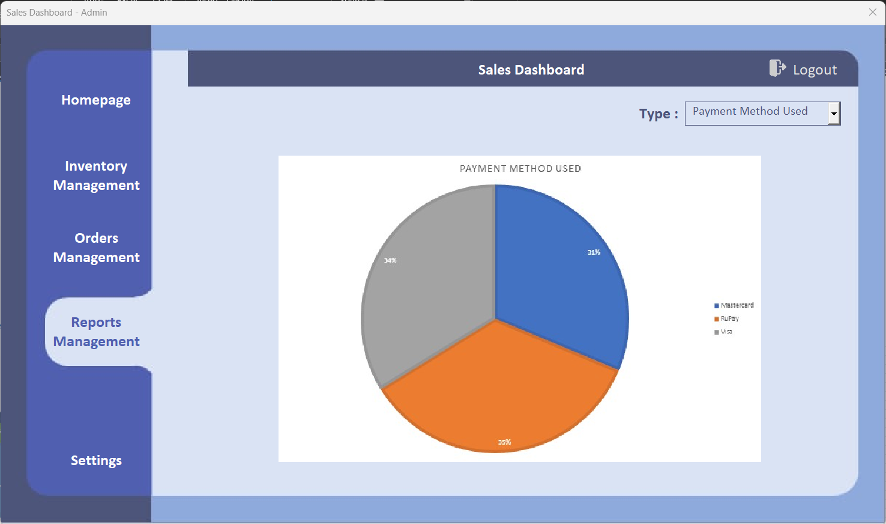 Sales Dashboard - Admin
Sales Dashboard
Logout
Homepage
Inventory
Management
Orders
Management
Reports
Management
Settings
Type :
Payment Method Used
PAYMENT METHOD USED
31%
34%
35%
Mastercard
RuPay
Visa